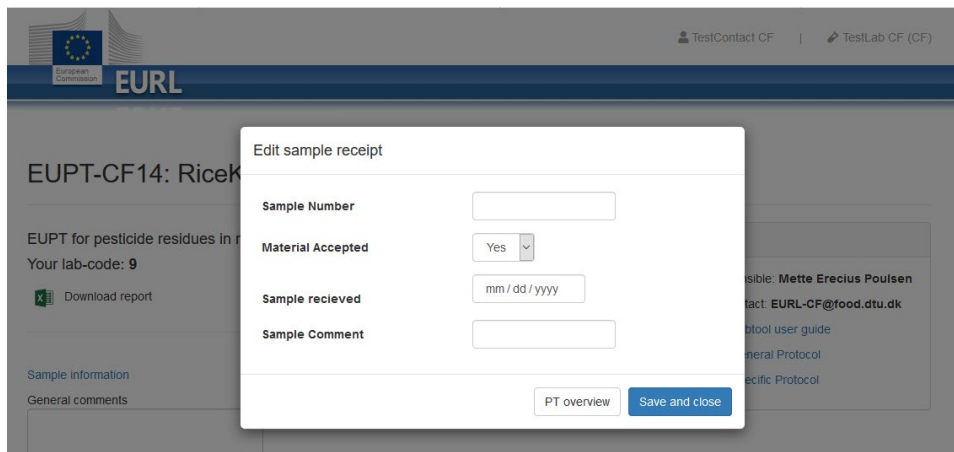 TestContact CF | TestLab CF (CF)
European
Commission
EURL
EUPT-CF14: RiceK
EUPT for pesticide residues in r
Your lab-code: 9
Download report
Sample information
General comments
Edit sample receipt
Sample Number
Material Accepted Yes
Sample recieved mm / dd / yyyy
Sample Comment
PT overview Save and close
sible: Mette Erecius Poulsen
tact: EURL-CF@food.dtu.dk
btool user guide
neral Protocol
ecific Protocol